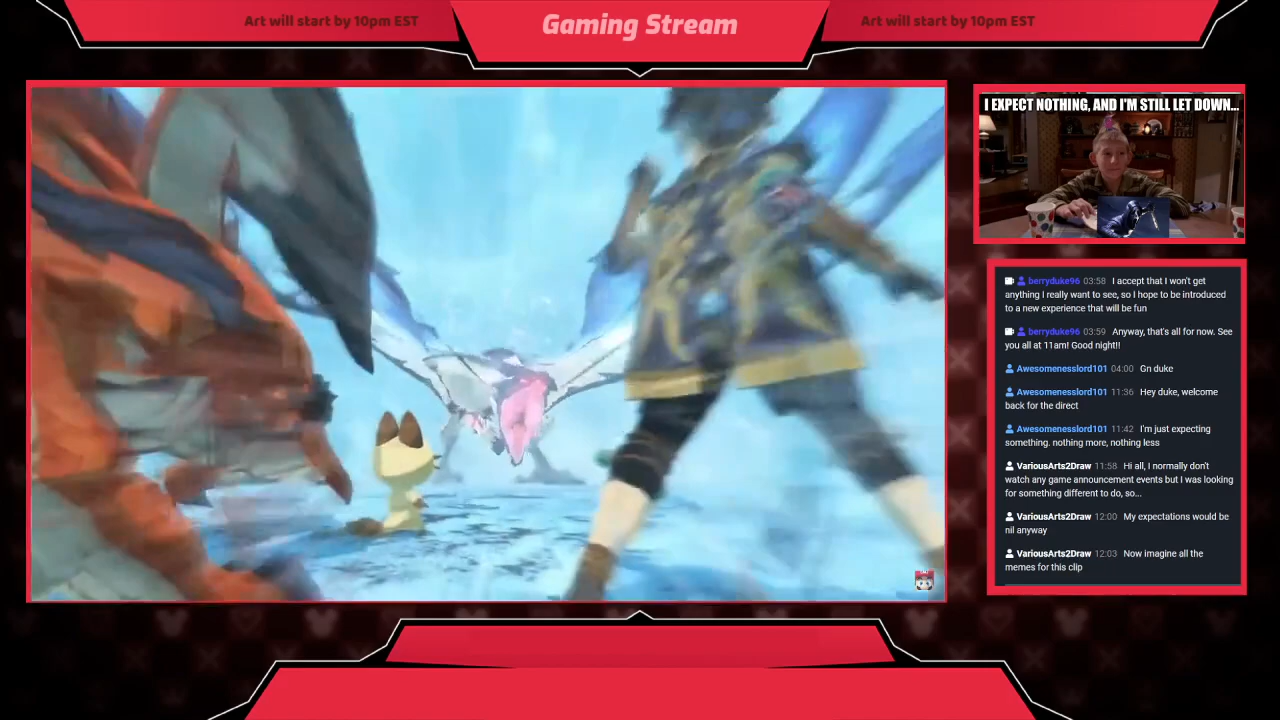 Art will start by 10pm EST
Gaming Stream
Art will start by 10pm EST
I EXPECT NOTHING, AND I'M STILL LET DOWN...
berryduke96 03:58 I accept that I won't get
anything I really want to see, so I hope to be introduced
to a new experience that will be fun
berryduke96 03:59 Anyway, that's all for now. See
you all at 11am! Good night!!
Awesomenesslord101 04:00 Gn duke
Awesomenesslord101 11:36 Hey duke, welcome
back for the direct
Awesomenesslord101 11:42 I'm just expecting
something. nothing more, nothing less
VariousArts2Draw 11:58 Hi all, I normally don't
watch any game announcement events but I was looking
for something different to do, so...
VariousArts2Draw 12:00 My expectations would be
nil anyway
VariousArts2Draw 12:03 Now imagine all the
memes for this clip